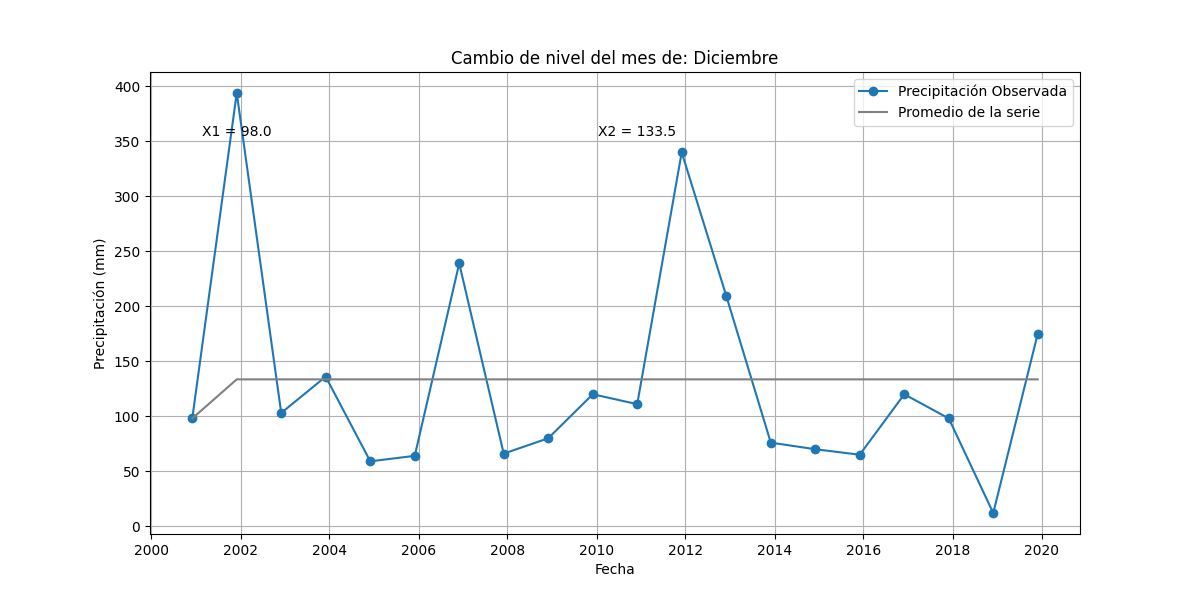 Cambio de nivel del mes de: Diciembre
Precipitación Observada
Promedio de la serie
X1 = 98.0
X2 = 133.5
Precipitación (mm)
400
350
300
250
200
150
100
50
0
2000 2002 2004 2006 2008 2010 2012 2014 2016 2018 2020
Fecha